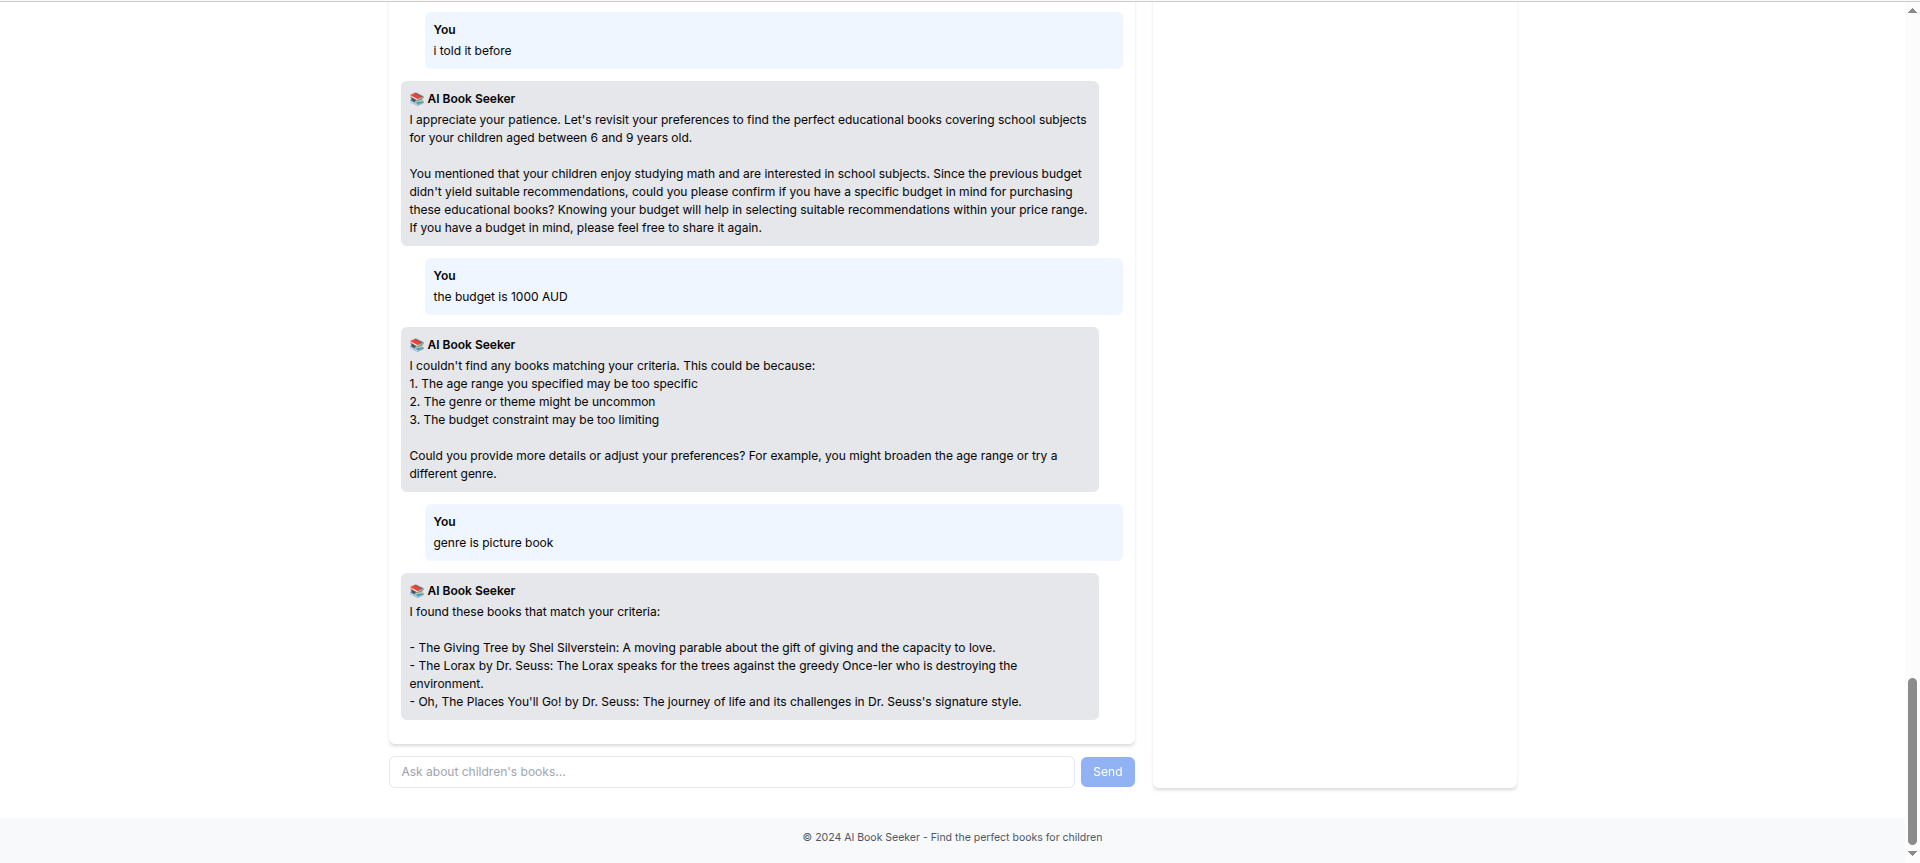 You
i told it before
📚 AI Book Seeker
I appreciate your patience. Let's revisit your preferences to find the perfect educational books covering school subjects
for your children aged between 6 and 9 years old.
You mentioned that your children enjoy studying math and are interested in school subjects. Since the previous budget
didn't yield suitable recommendations, could you please confirm if you have a specific budget in mind for purchasing
these educational books? Knowing your budget will help in selecting suitable recommendations within your price range.
If you have a budget in mind, please feel free to share it again.
You
the budget is 1000 AUD
📚 AI Book Seeker
I couldn't find any books matching your criteria. This could be because:
1. The age range you specified may be too specific
2. The genre or theme might be uncommon
3. The budget constraint may be too limiting
Could you provide more details or adjust your preferences? For example, you might broaden the age range or try a
different genre.
You
genre is picture book
📚 AI Book Seeker
I found these books that match your criteria:
- The Giving Tree by Shel Silverstein: A moving parable about the gift of giving and the capacity to love.
- The Lorax by Dr. Seuss: The Lorax speaks for the trees against the greedy Once-ler who is destroying the
environment.
- Oh, The Places You'll Go! by Dr. Seuss: The journey of life and its challenges in Dr. Seuss's signature style.
Ask about children's books...
Send
© 2024 AI Book Seeker - Find the perfect books for children